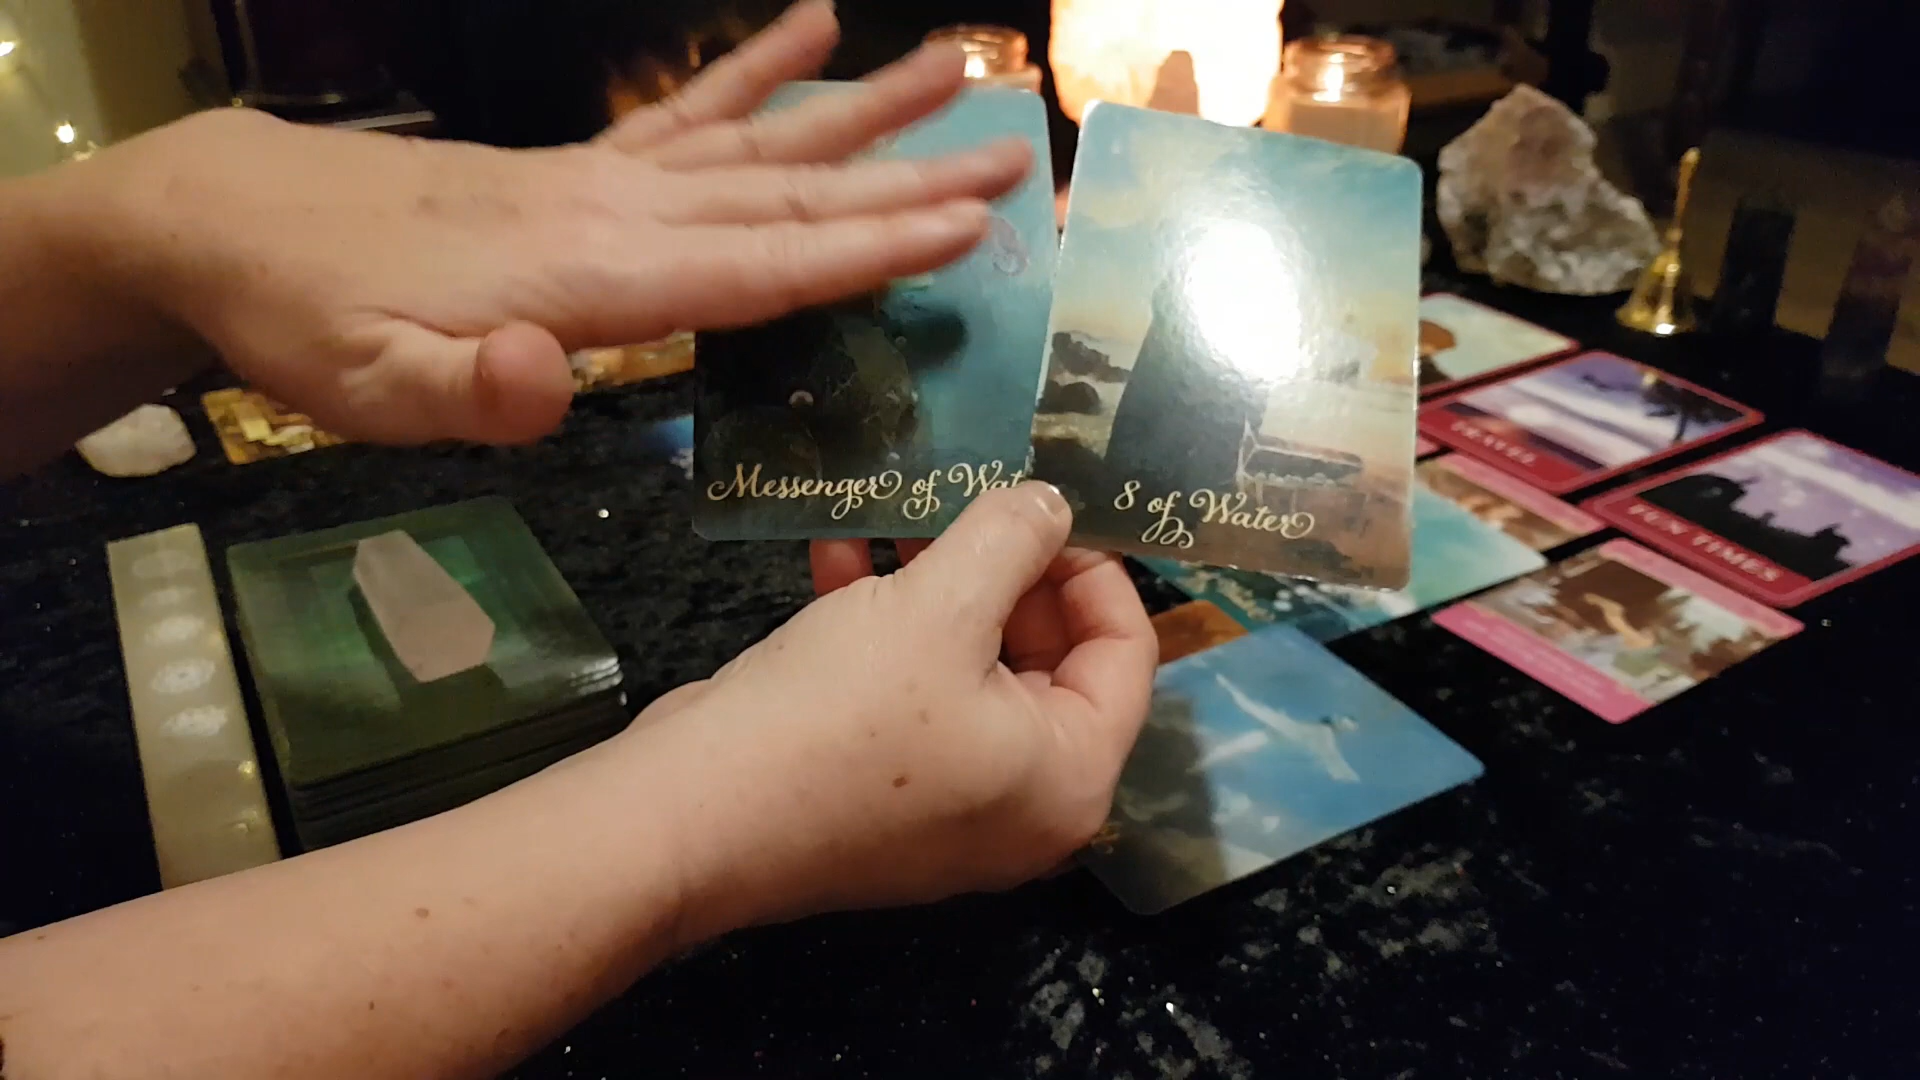 Messenger of Wat
8 of Water
TRAVEL
FUN TIMES